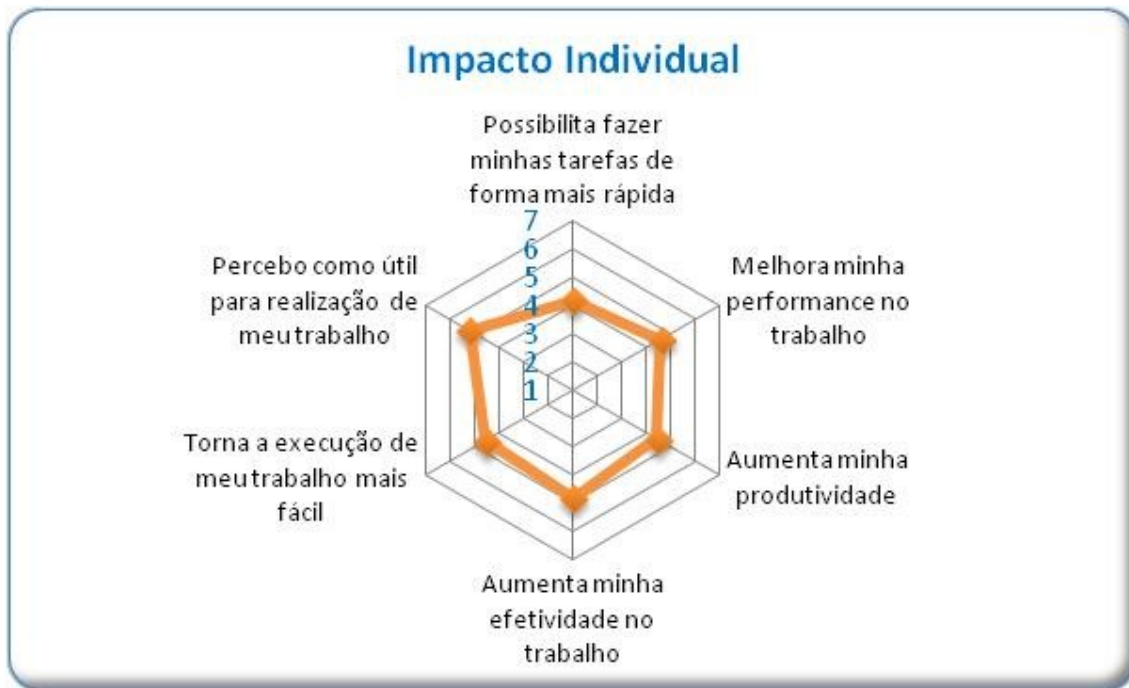 Impacto Individual
Possibilita fazer
minhas tarefas de
forma mais rápida
7
6
5
4
3
2
1
Melhora minha
performance no
trabalho
Aumenta minha
produtividade
Aumenta minha
efetividade no
trabalho
Torna a execução de
meu trabalho mais
fácil
Percebo como útil
para realização de
meu trabalho